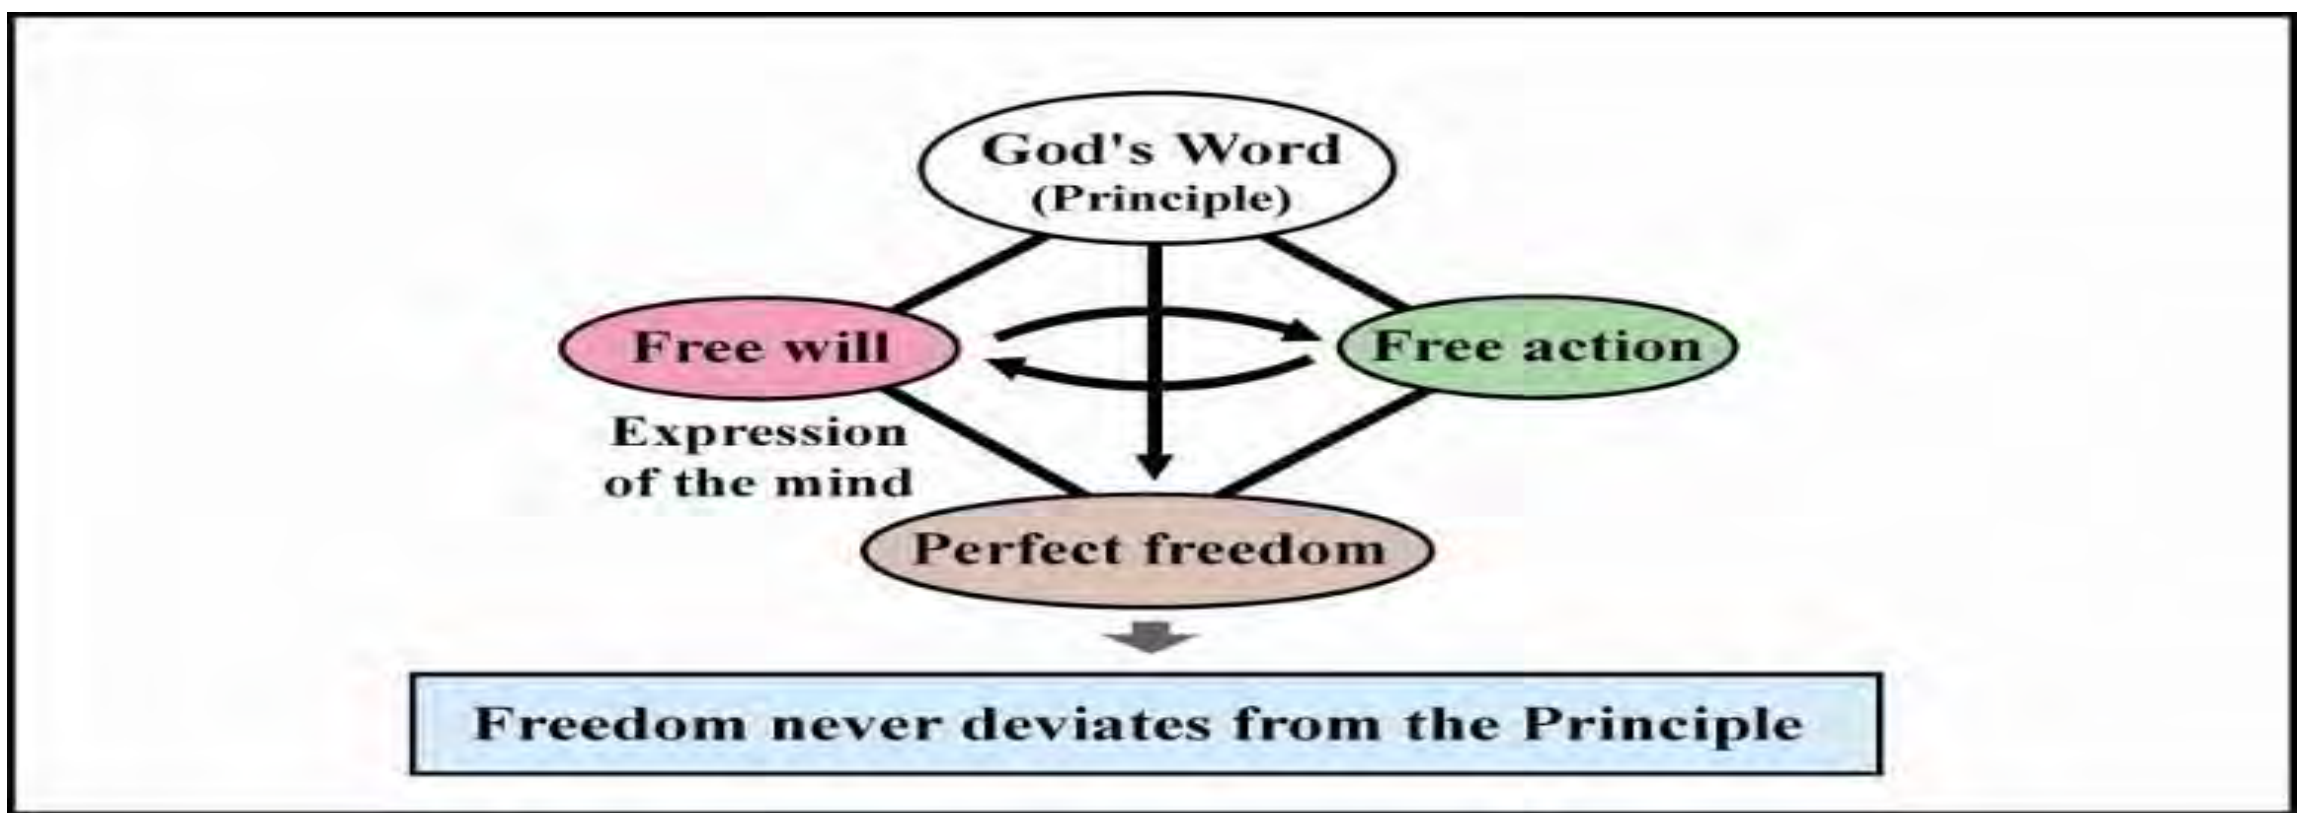 God's Word
(Principle)
Free will
Free action
Expression
of the mind
Perfect freedom
Freedom never deviates from the Principle